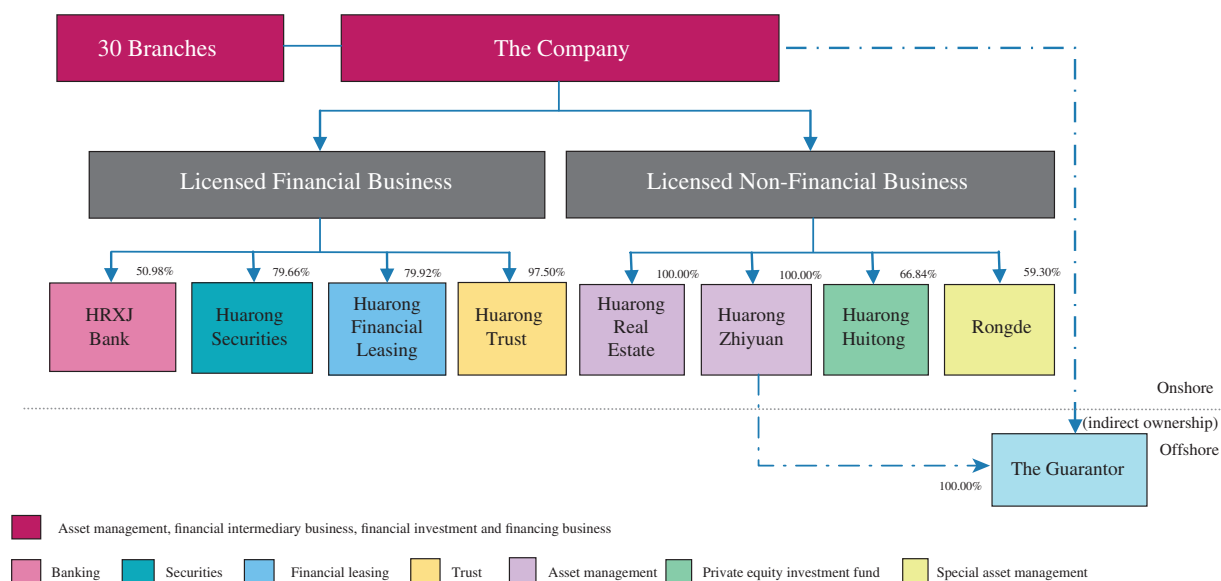 30 Branches
The Company
Licensed Financial Business
Licensed Non-Financial Business
50.98%
79.66%
79.92%
97.50%
100.00%
100.00%
66.84%
59.30%
HRXJ
Bank
Huarong
Securities
Huarong
Financial
Leasing
Huarong
Trust
Huarong
Real
Estate
Huarong
Zhiyuan
Huarong
Huitong
Rongde
Onshore
(indirect ownership)
Offshore
The Guarantor
100.00%
Asset management, financial intermediary business, financial investment and financing business
Banking
Securities
Financial leasing
Trust
Asset management
Private equity investment fund
Special asset management